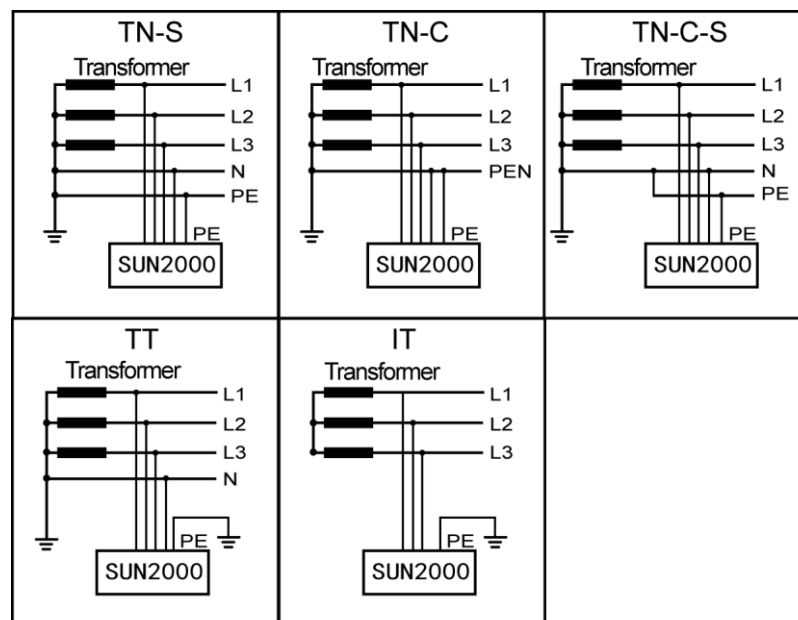 TN-S
Transformer
L1
L2
L3
N
PE
PE
SUN2000
TN-C
Transformer
L1
L2
L3
PEN
PE
SUN2000
TN-C-S
Transformer
L1
L2
L3
N
PE
PE
SUN2000
TT
Transformer
L1
L2
L3
N
PE
SUN2000
IT
Transformer
L1
L2
L3
PE
SUN2000